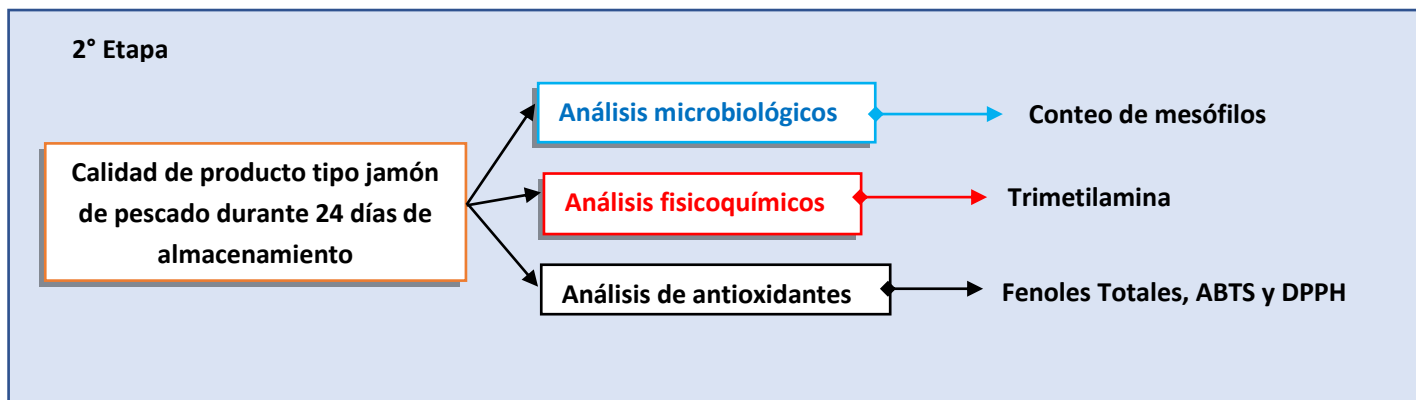 2° Etapa
Calidad de producto tipo jamón
de pescado durante 24 días de
almacenamiento
Análisis microbiológicos
Conteo de mesófilos
Análisis fisicoquímicos
Trimetilamina
Análisis de antioxidantes
Fenoles Totales, ABTS y DPPH